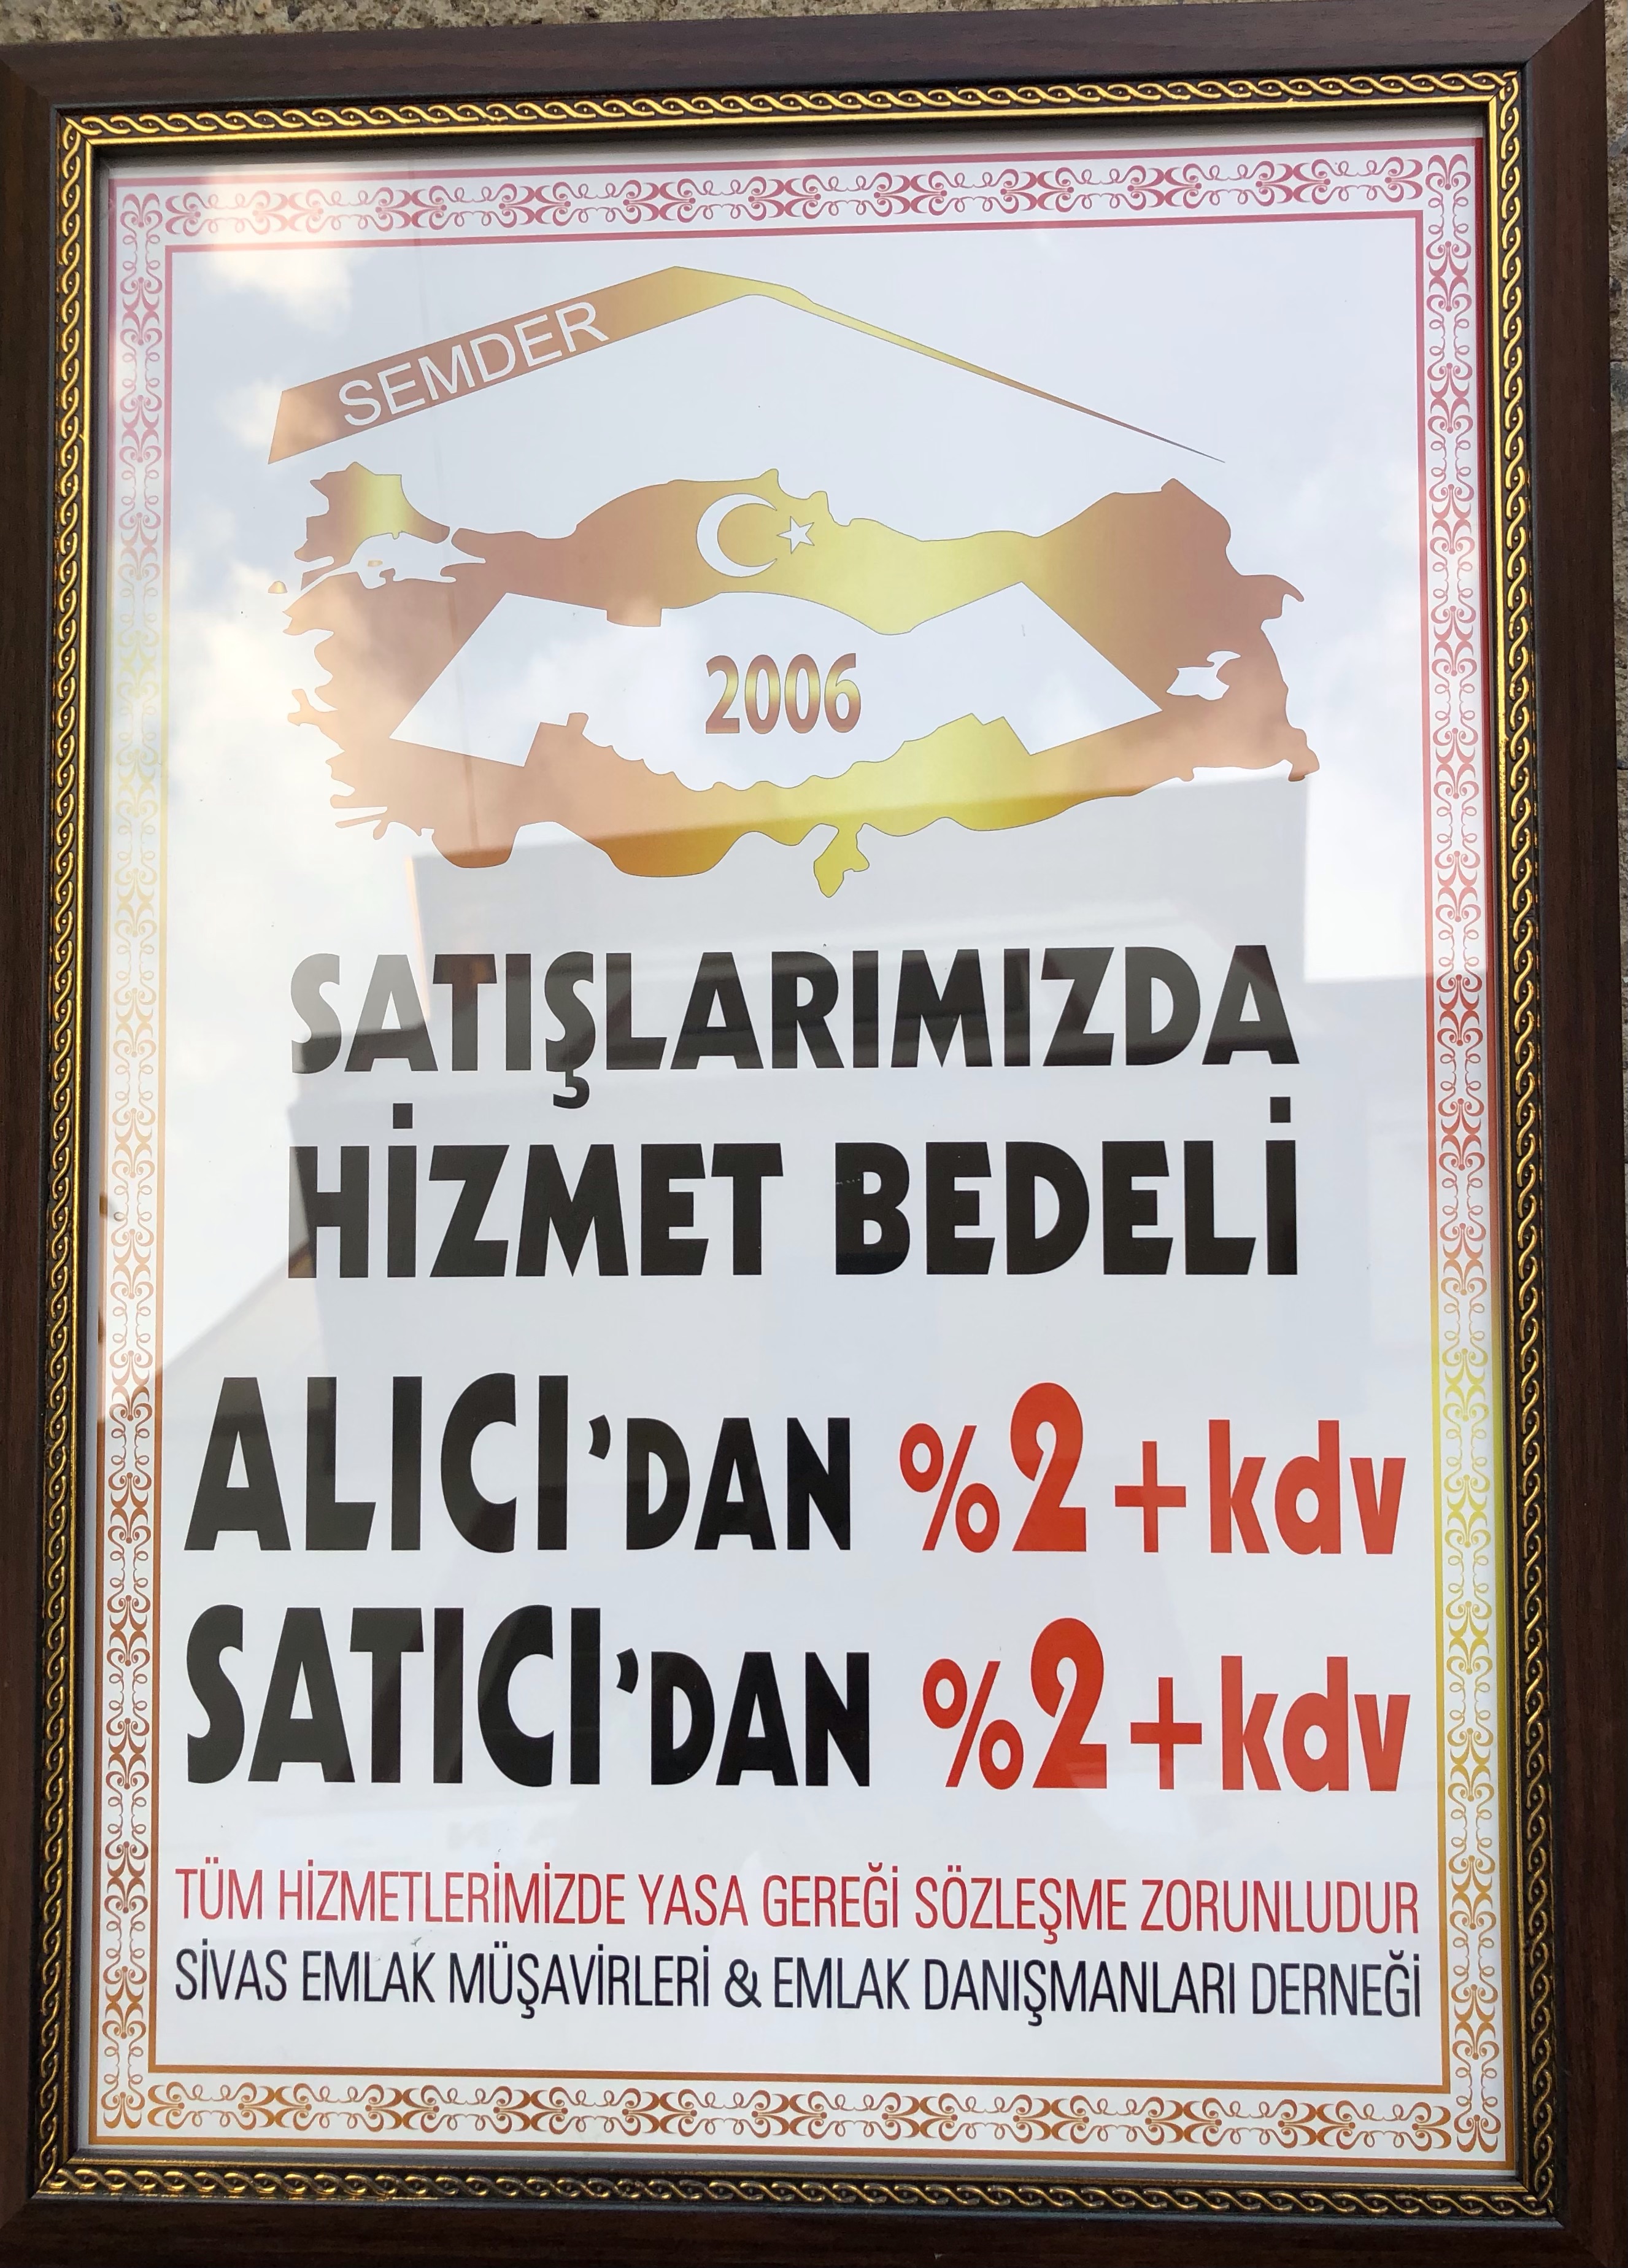 SEMDER
2006
SATIŞLARIMIZDA
HİZMET BEDELİ
ALICI'DAN %2+kdv
SATICI'DAN %2+kdv
TÜM HİZMETLERİMİZDE YASA GEREĞİ SÖZLEŞME ZORUNLUDUR
SİVAS EMLAK MÜŞAVİRLERİ & EMLAK DANIŞMANLARI DERNEĞİ